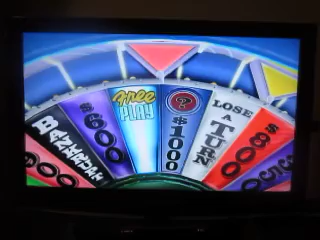 BANKRUPT
$600
Free
PLAY
?
$1000
LOSE
A
TURN
$800